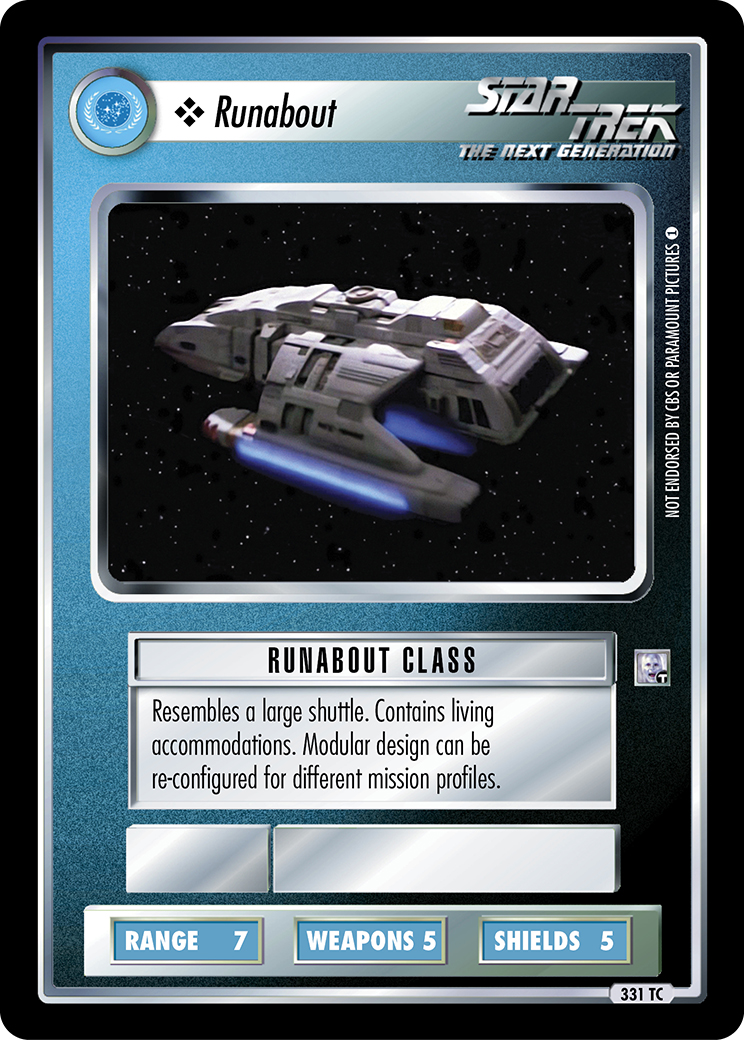 ❖ Runabout
STAR TREK
THE NEXT GENERATION
NOT ENDORSED BY CBS OR PARAMOUNT PICTURES 1
RUNABOUT CLASS
T
Resembles a large shuttle. Contains living
accommodations. Modular design can be
re-configured for different mission profiles.
RANGE 7
WEAPONS 5
SHIELDS 5
331 TC